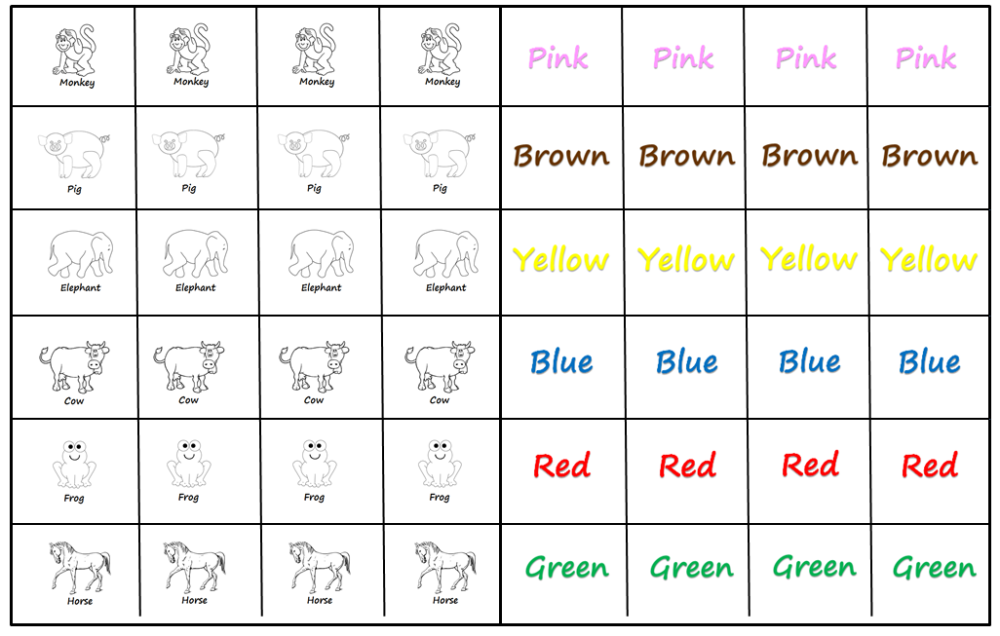 Monkey Monkey Monkey Monkey Pink Pink Pink Pink
Pig Pig Pig Pig Brown Brown Brown Brown
Elephant Elephant Elephant Elephant Yellow Yellow Yellow Yellow
Cow Cow Cow Cow Blue Blue Blue Blue
Frog Frog Frog Frog Red Red Red Red
Horse Horse Horse Horse Green Green Green Green